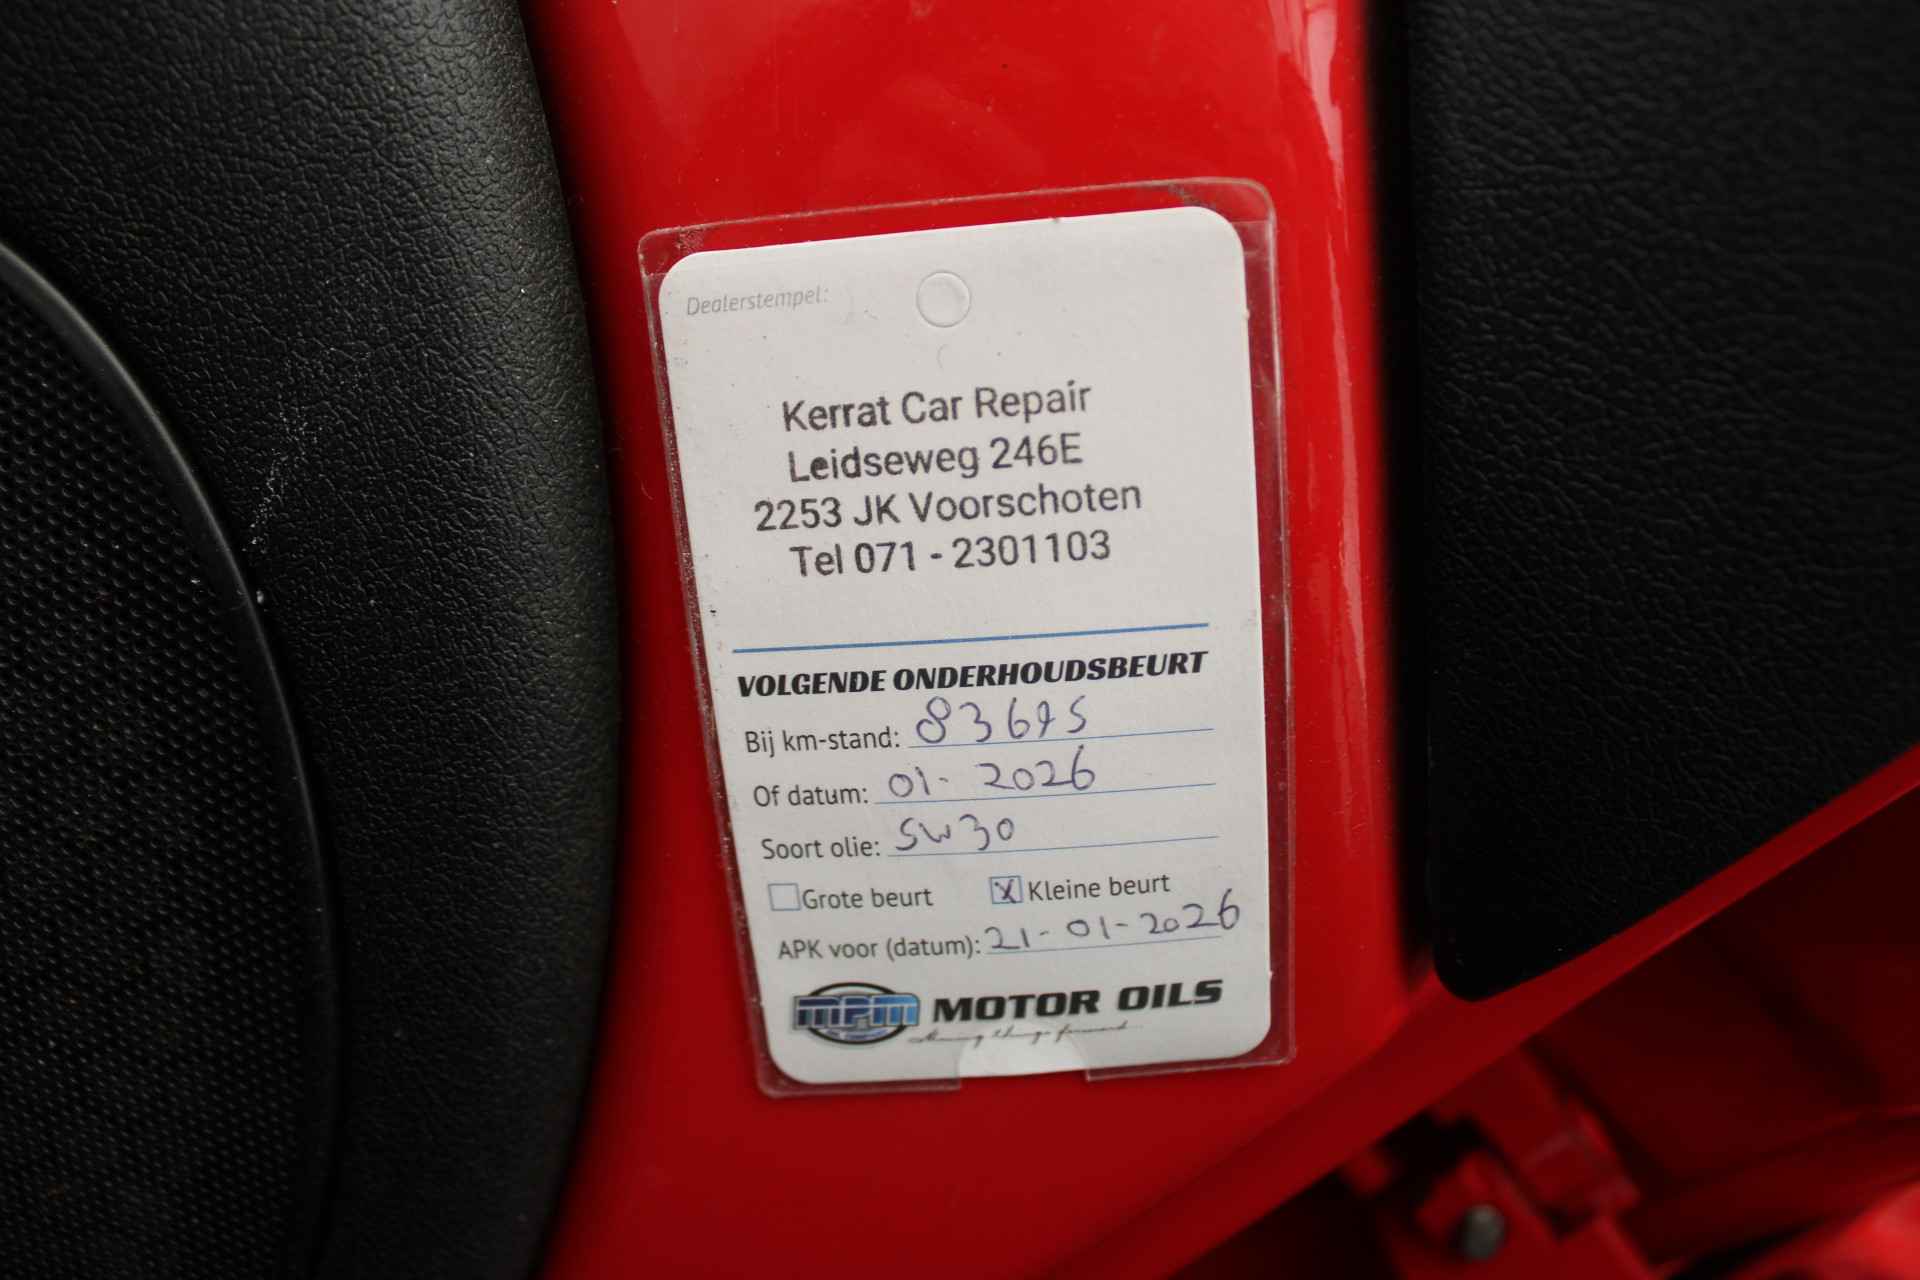 Dealerstempel:
Kerrat Car Repair
Leidseweg 246E
2253 JK Voorschoten
Tel 071 - 2301103
VOLGENDE ONDERHOUDSBEURT
Bij km-stand: 83695
Of datum: 01-2026
Soort olie: 5W30
Grote beurt ☒ Kleine beurt
APK voor (datum): 21-01-2026
MPM MOTOR OILS